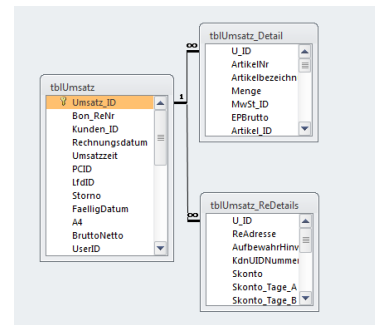 tblUmsatz_Detail
U_ID
ArtikelNr
Artikelbezeichn
Menge
MwSt_ID
EPBrutto
Artikel_ID
tblUmsatz
Umsatz_ID
Bon_ReNr
Kunden_ID
Rechnungsdatum
Umsatzzeit
PCID
LfdID
Storno
FaelligDatum
A4
BruttoNetto
UserID
1
∞
∞
tblUmsatz_ReDetails
U_ID
ReAdresse
AufbewahrHinv
KdnUIDNummer
Skonto
Skonto_Tage_A
Skonto_Tage_B